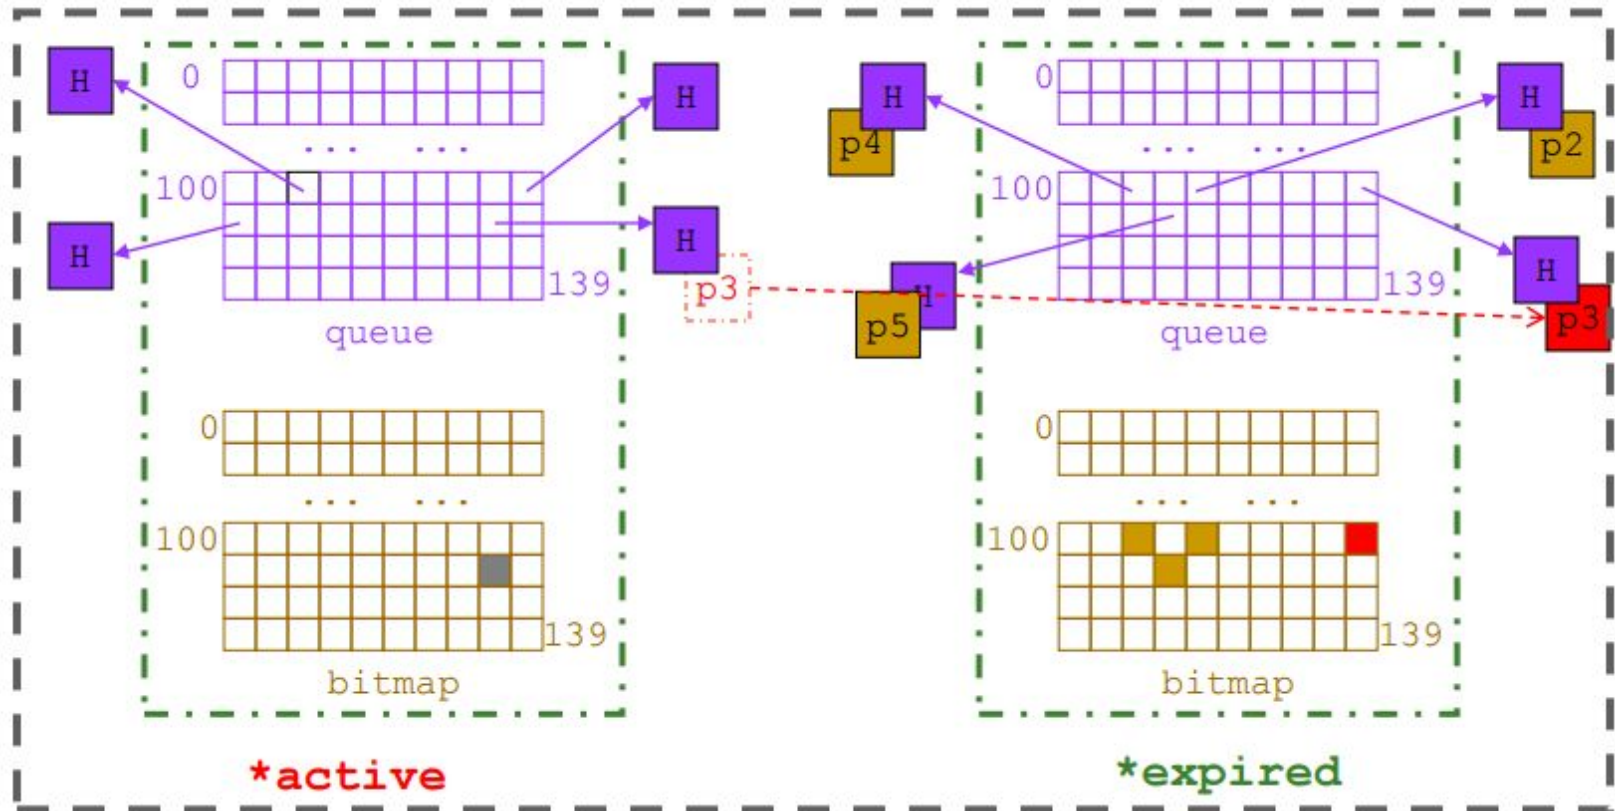 H
0
H
H
0
H
p4
p2
... ...
... ...
100
100
H
H
139
H
139
H
p3
p5
p3
queue
queue
0
0
... ...
... ...
100
100
139
139
bitmap
bitmap
*active
*expired